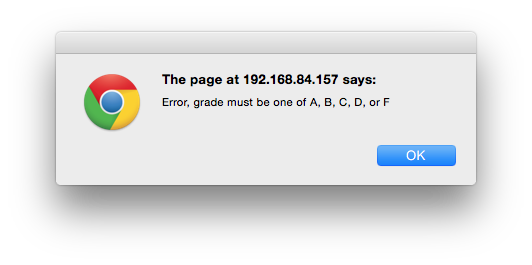 The page at 192.168.84.157 says:
Error, grade must be one of A, B, C, D, or F
OK